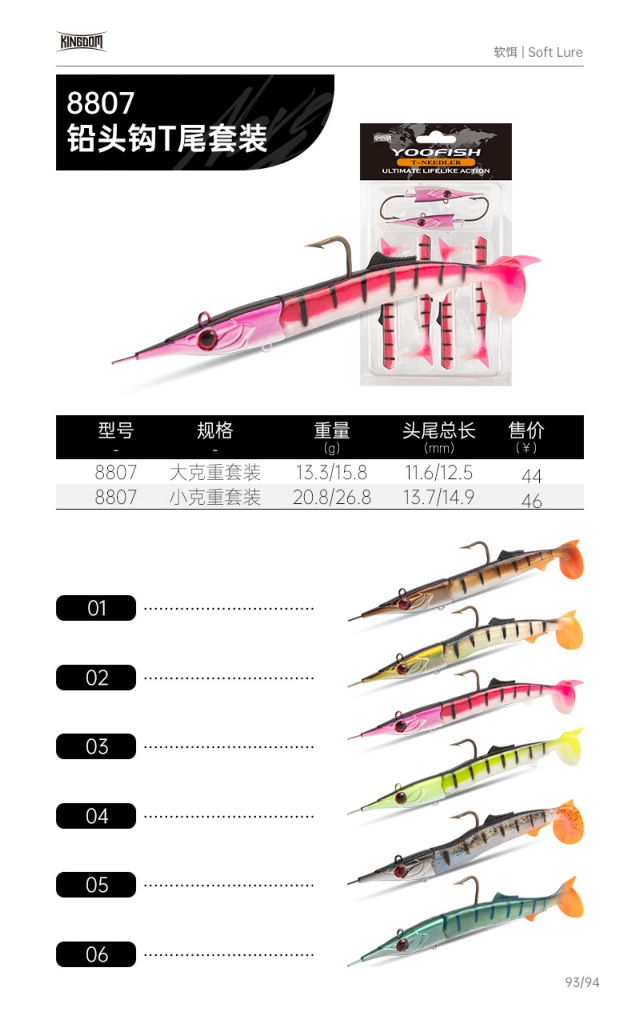 KINGDOM
软饵 | Soft Lure
8807
铅头钩T尾套装
YOOFISH
T-NEEDLER
ULTIMATE LIFELIKE ACTION
型号 规格 重量 头尾总长 售价
- - (g) (mm) (￥)
8807 大克重套装 13.3/15.8 11.6/12.5 44
8807 小克重套装 20.8/26.8 13.7/14.9 46
01
02
03
04
05
06
93/94